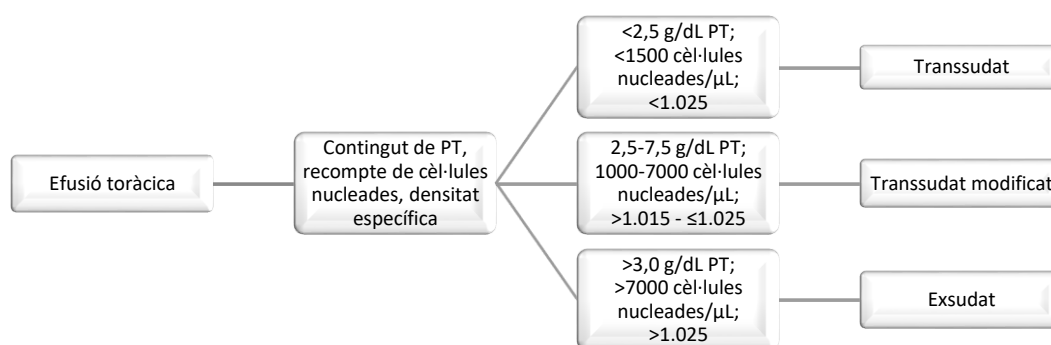 Efusió toràcica
Contingut de PT,
recompte de cèl·lules
nucleades, densitat
específica
<2,5 g/dL PT;
<1500 cèl·lules
nucleades/µL;
<1.025
Transsudat
2,5-7,5 g/dL PT;
1000-7000 cèl·lules
nucleades/µL;
>1.015 - ≤1.025
Transsudat modificat
>3,0 g/dL PT;
>7000 cèl·lules
nucleades/µL;
>1.025
Exsudat